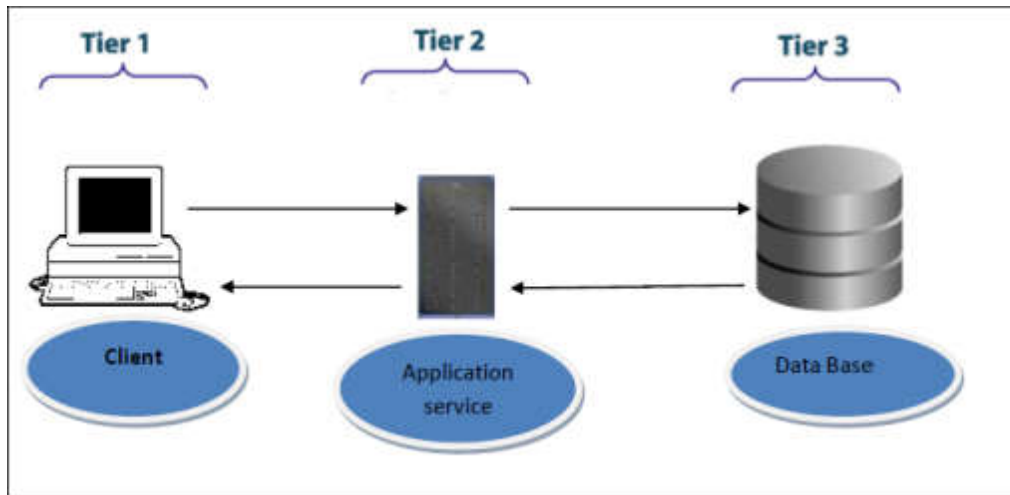 Tier 1
Tier 2
Tier 3
Client
Application
service
Data Base